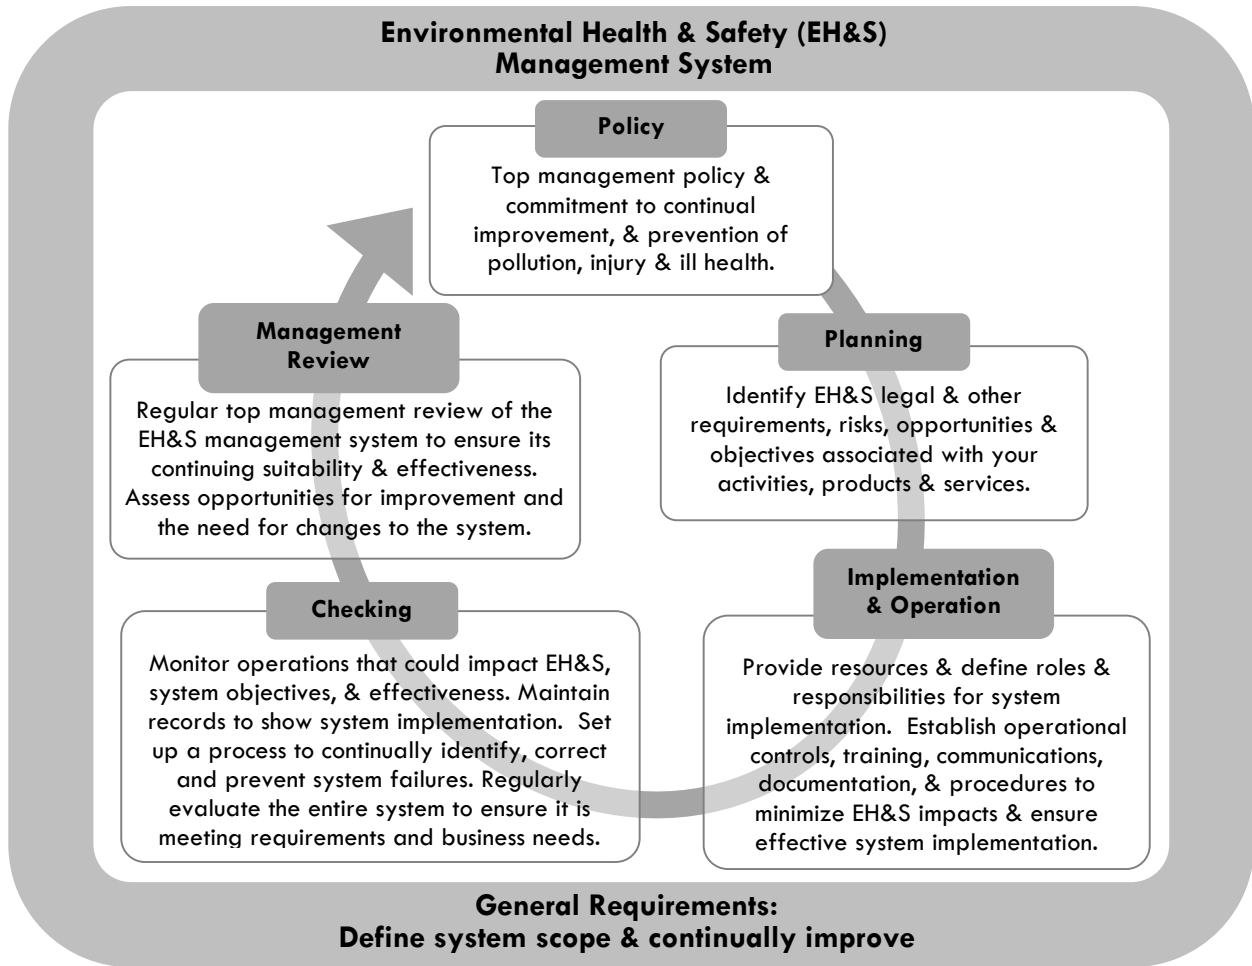 Environmental Health & Safety (EH&S)
Management System
Policy
Top management policy &
commitment to continual
improvement, & prevention of
pollution, injury & ill health.
Planning
Identify EH&S legal & other
requirements, risks, opportunities &
objectives associated with your
activities, products & services.
Implementation
& Operation
Provide resources & define roles &
responsibilities for system
implementation.  Establish operational
controls, training, communications,
documentation, & procedures to
minimize EH&S impacts & ensure
effective system implementation.
Checking
Monitor operations that could impact EH&S,
system objectives, & effectiveness. Maintain
records to show system implementation.  Set
up a process to continually identify, correct
and prevent system failures. Regularly
evaluate the entire system to ensure it is
meeting requirements and business needs.
Management
Review
Regular top management review of the
EH&S management system to ensure its
continuing suitability & effectiveness.
Assess opportunities for improvement and
the need for changes to the system.
General Requirements:
Define system scope & continually improve